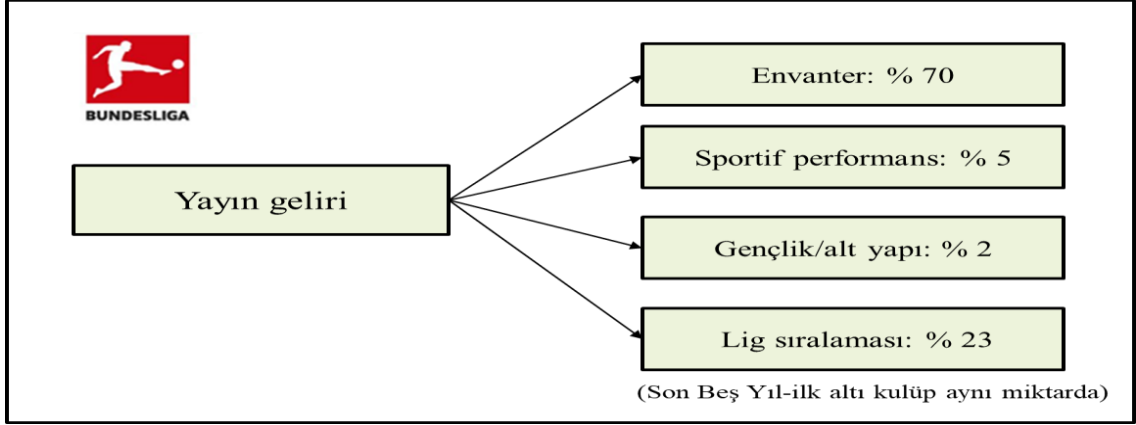 BUNDESLIGA
Yayın geliri
Envanter: % 70
Sportif performans: % 5
Gençlik/alt yapı: % 2
Lig sıralaması: % 23
(Son Beş Yıl-ilk altı kulüp aynı miktarda)